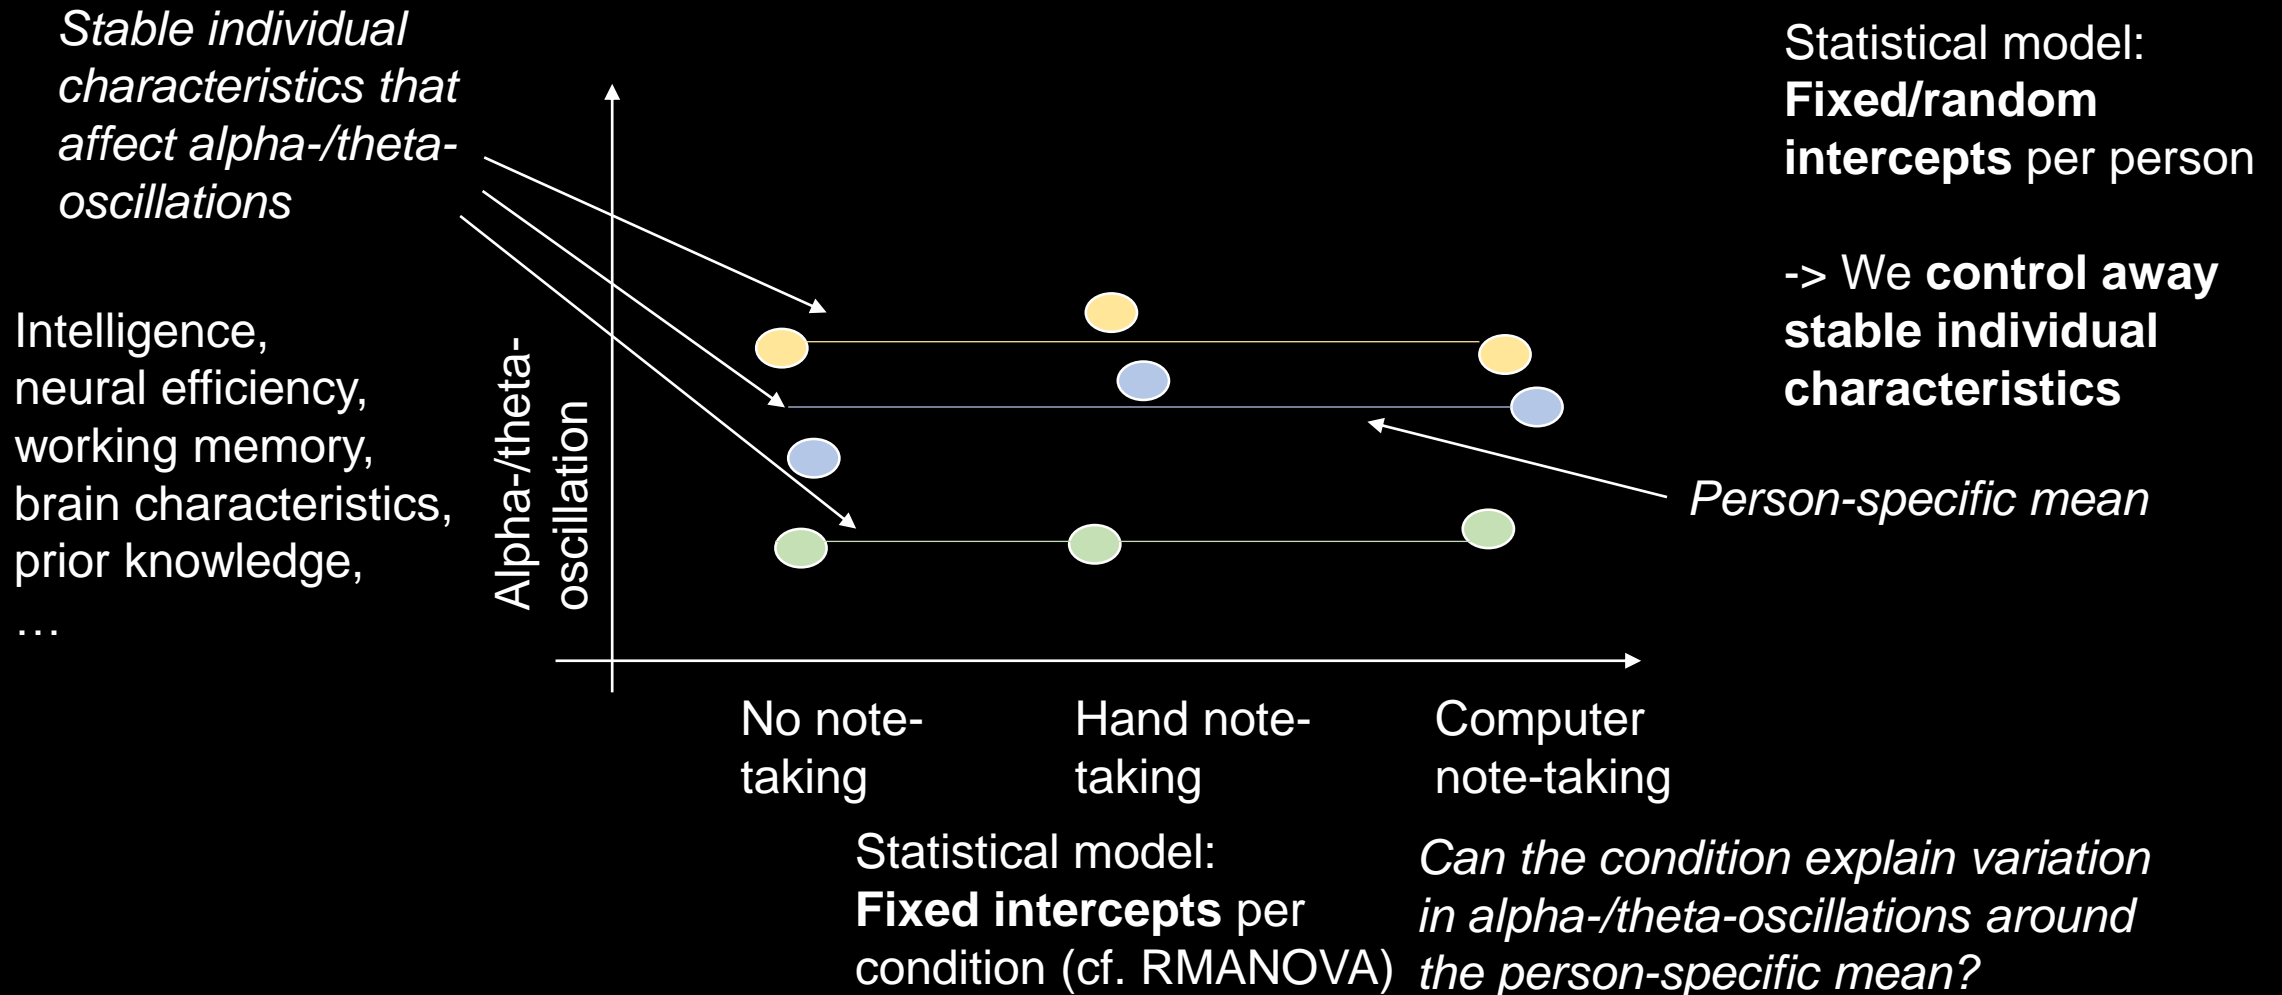 Stable individual
characteristics that
affect alpha-/theta-
oscillations
Intelligence,
neural efficiency,
working memory,
brain characteristics,
prior knowledge,
…
Alpha-/theta-
oscillation
Statistical model:
Fixed/random
intercepts per person
-> We control away
stable individual
characteristics
Person-specific mean
No note-
taking
Hand note-
taking
Computer
note-taking
Statistical model:
Fixed intercepts per
condition (cf. RMANOVA)
Can the condition explain variation
in alpha-/theta-oscillations around
the person-specific mean?